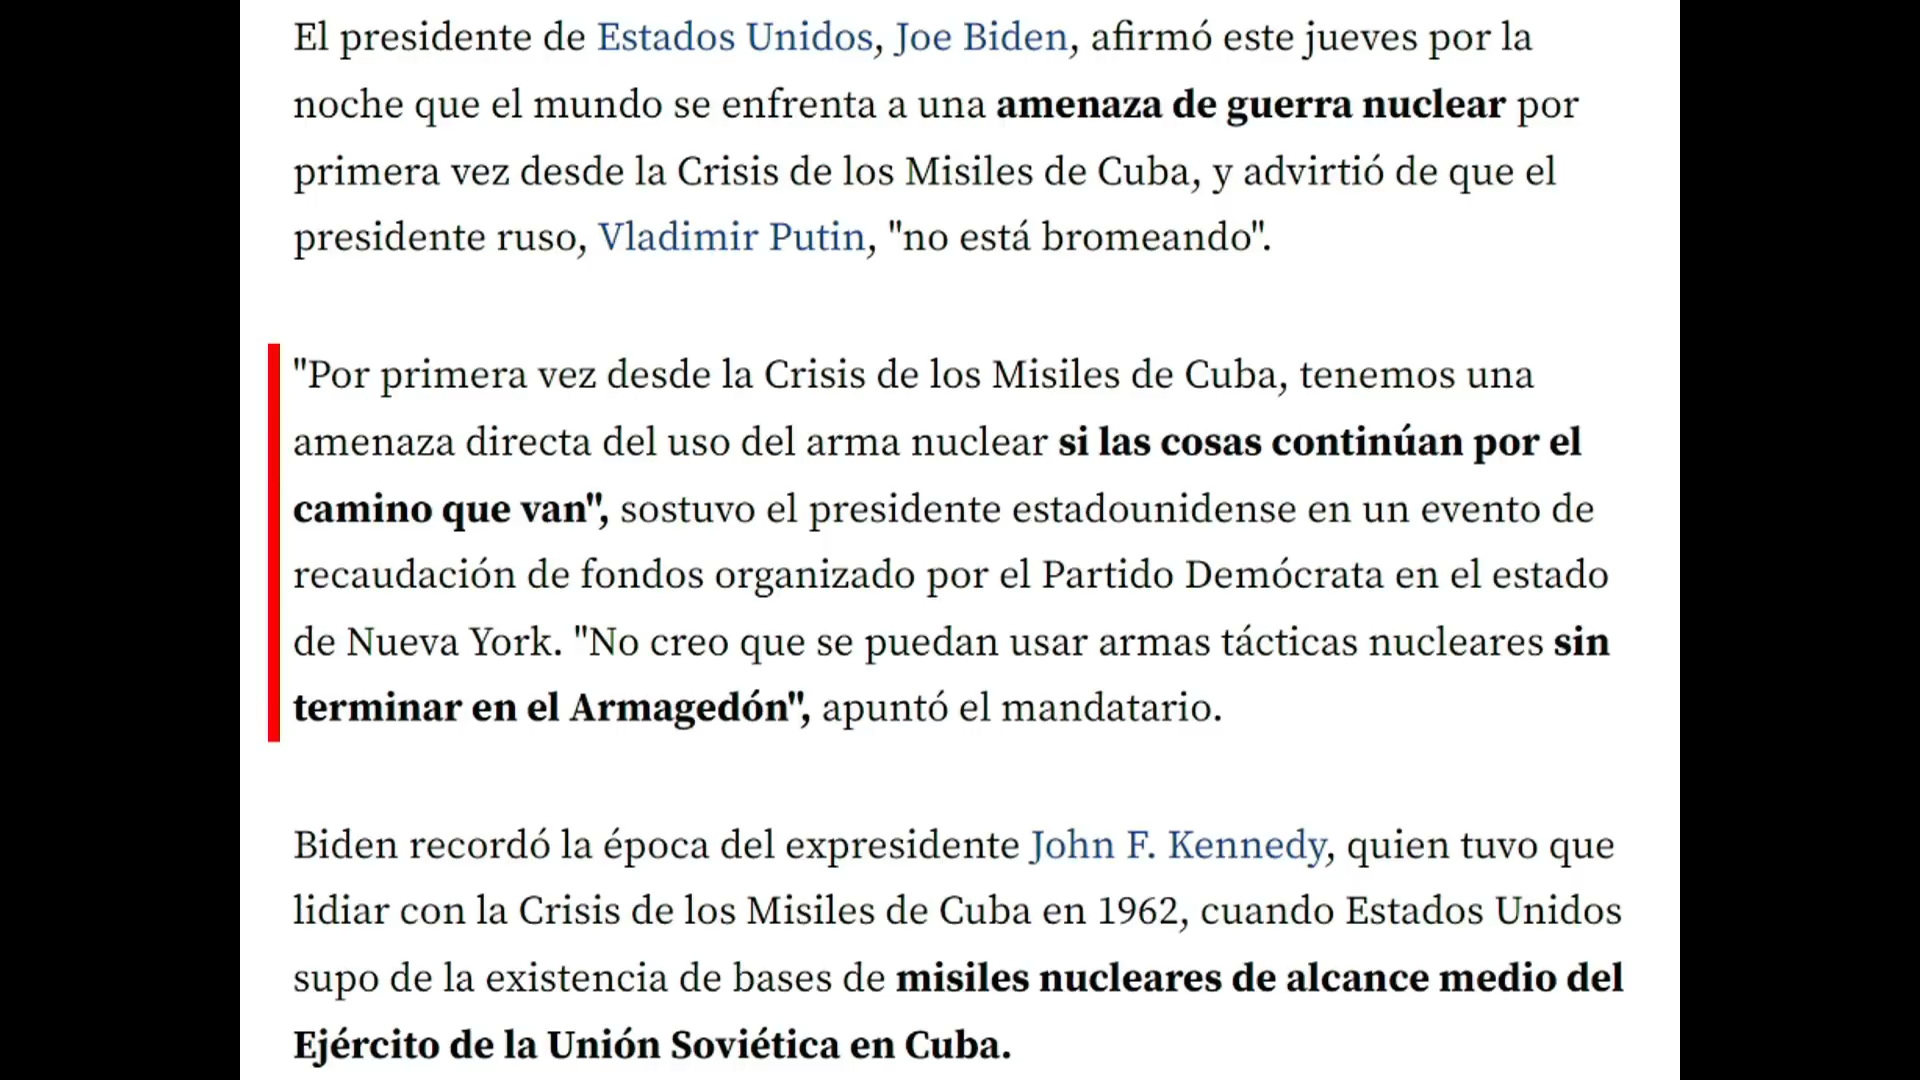 El presidente de Estados Unidos, Joe Biden, afirmó este jueves por la
noche que el mundo se enfrenta a una amenaza de guerra nuclear por
primera vez desde la Crisis de los Misiles de Cuba, y advirtió de que el
presidente ruso, Vladimir Putin, "no está bromeando".
"Por primera vez desde la Crisis de los Misiles de Cuba, tenemos una
amenaza directa del uso del arma nuclear si las cosas continúan por el
camino que van", sostuvo el presidente estadounidense en un evento de
recaudación de fondos organizado por el Partido Demócrata en el estado
de Nueva York. "No creo que se puedan usar armas tácticas nucleares sin
terminar en el Armagedón", apuntó el mandatario.
Biden recordó la época del expresidente John F. Kennedy, quien tuvo que
lidiar con la Crisis de los Misiles de Cuba en 1962, cuando Estados Unidos
supo de la existencia de bases de misiles nucleares de alcance medio del
Ejército de la Unión Soviética en Cuba.